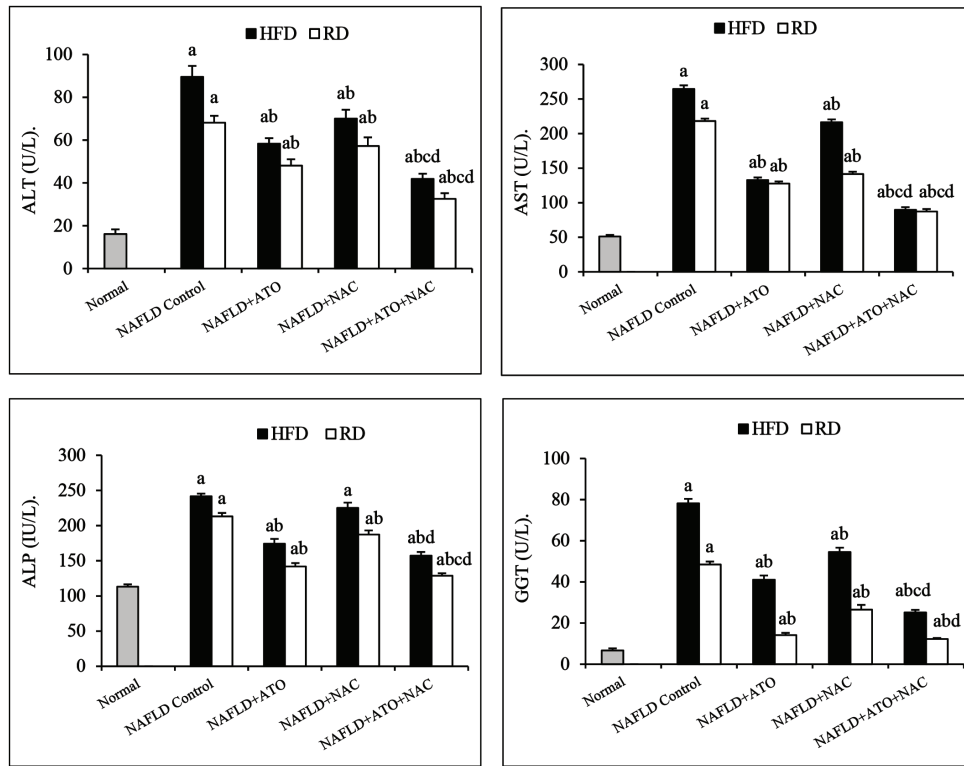 HFD RD
ALT (U/L).
100
80
60
40
20
0
a
a
ab
ab
ab
ab
abcd
abcd
Normal
NAFLD Control
NAFLD+ATO
NAFLD+NAC
NAFLD+ATO+NAC
HFD RD
AST (U/L).
300
250
200
150
100
50
0
a
a
ab ab
ab
ab
abcd abcd
Normal
NAFLD Control
NAFLD+ATO
NAFLD+NAC
NAFLD+ATO+NAC
HFD RD
ALP (IU/L).
300
250
200
150
100
50
0
a
a
ab
ab
a
ab
abd
abcd
Normal
NAFLD Control
NAFLD+ATO
NAFLD+NAC
NAFLD+ATO+NAC
HFD RD
GGT (U/L).
100
80
60
40
20
0
a
a
ab
ab
ab
ab
abcd
abd
Normal
NAFLD Control
NAFLD+ATO
NAFLD+NAC
NAFLD+ATO+NAC